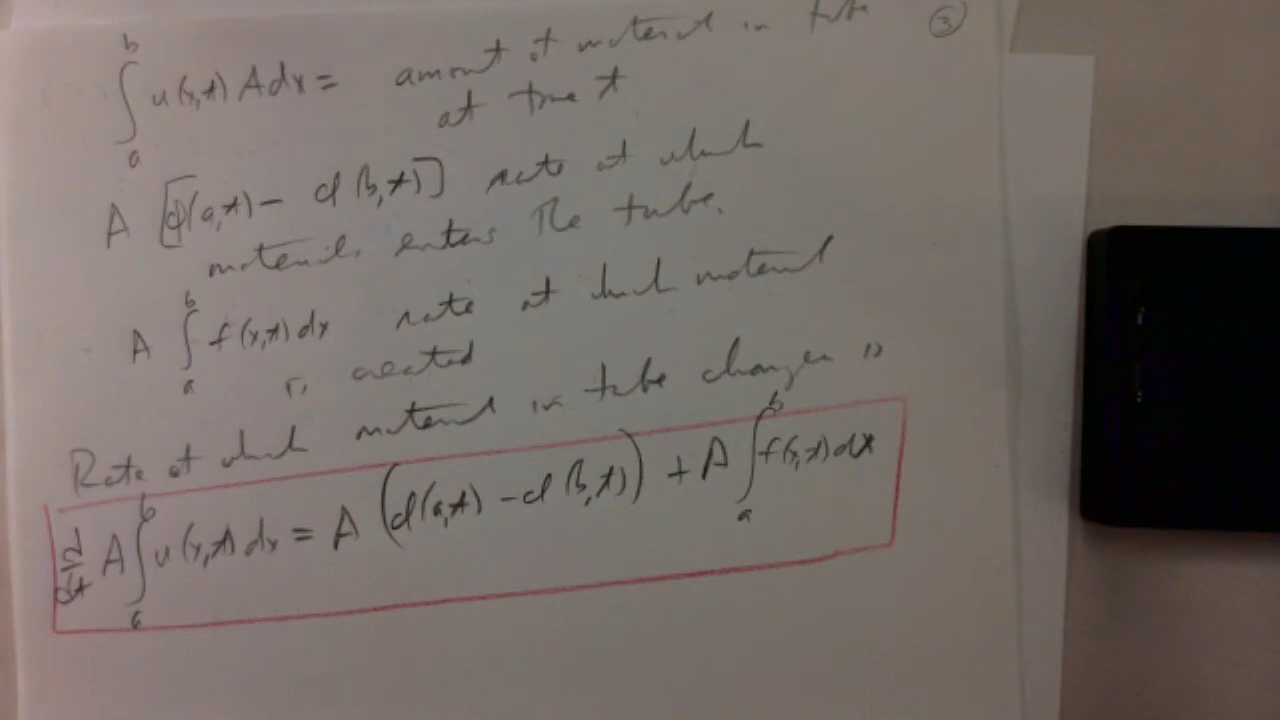 ③
∫_a^b u(x,t) A dx = amount of material in tube
at time t
A [φ(a,t) - φ(b,t)] rate at which
material enters the tube.
A ∫_a^b f(x,t) dx rate at which material
is created
Rate at which material in tube changes is
d/dt A ∫_a^b u(x,t) dx = A (φ(a,t) - φ(b,t)) + A ∫_a^b f(x,t) dx